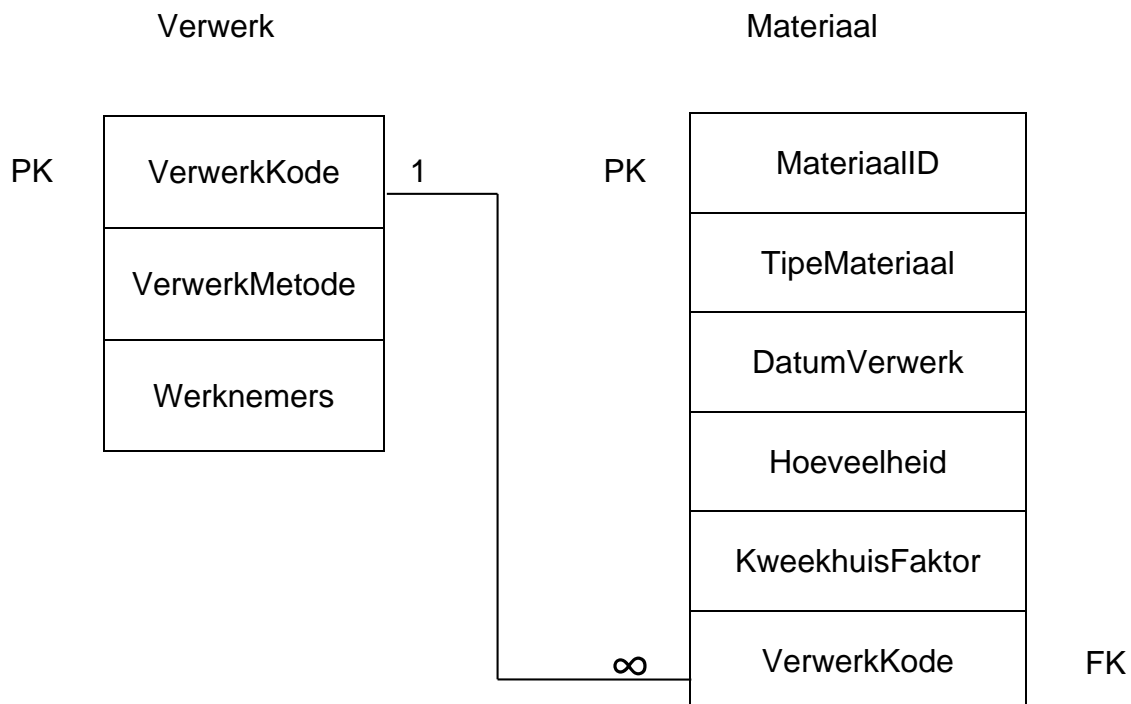 Verwerk
Materiaal
PK
VerwerkKode
1
VerwerkMetode
Werknemers
PK
MateriaalID
TipeMateriaal
DatumVerwerk
Hoeveelheid
KweekhuisFaktor
∞
VerwerkKode
FK